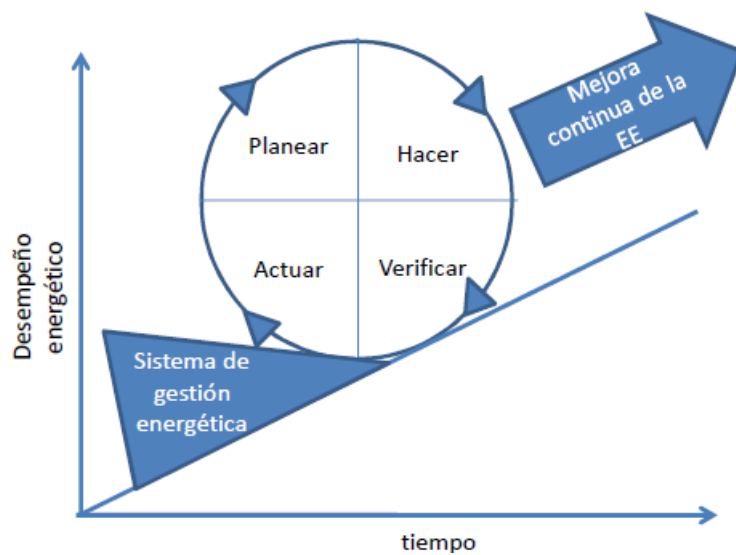 Mejora
continua de la
EE
Planear
Hacer
Actuar
Verificar
Desempeño
energético
Sistema de
gestión
energética
tiempo